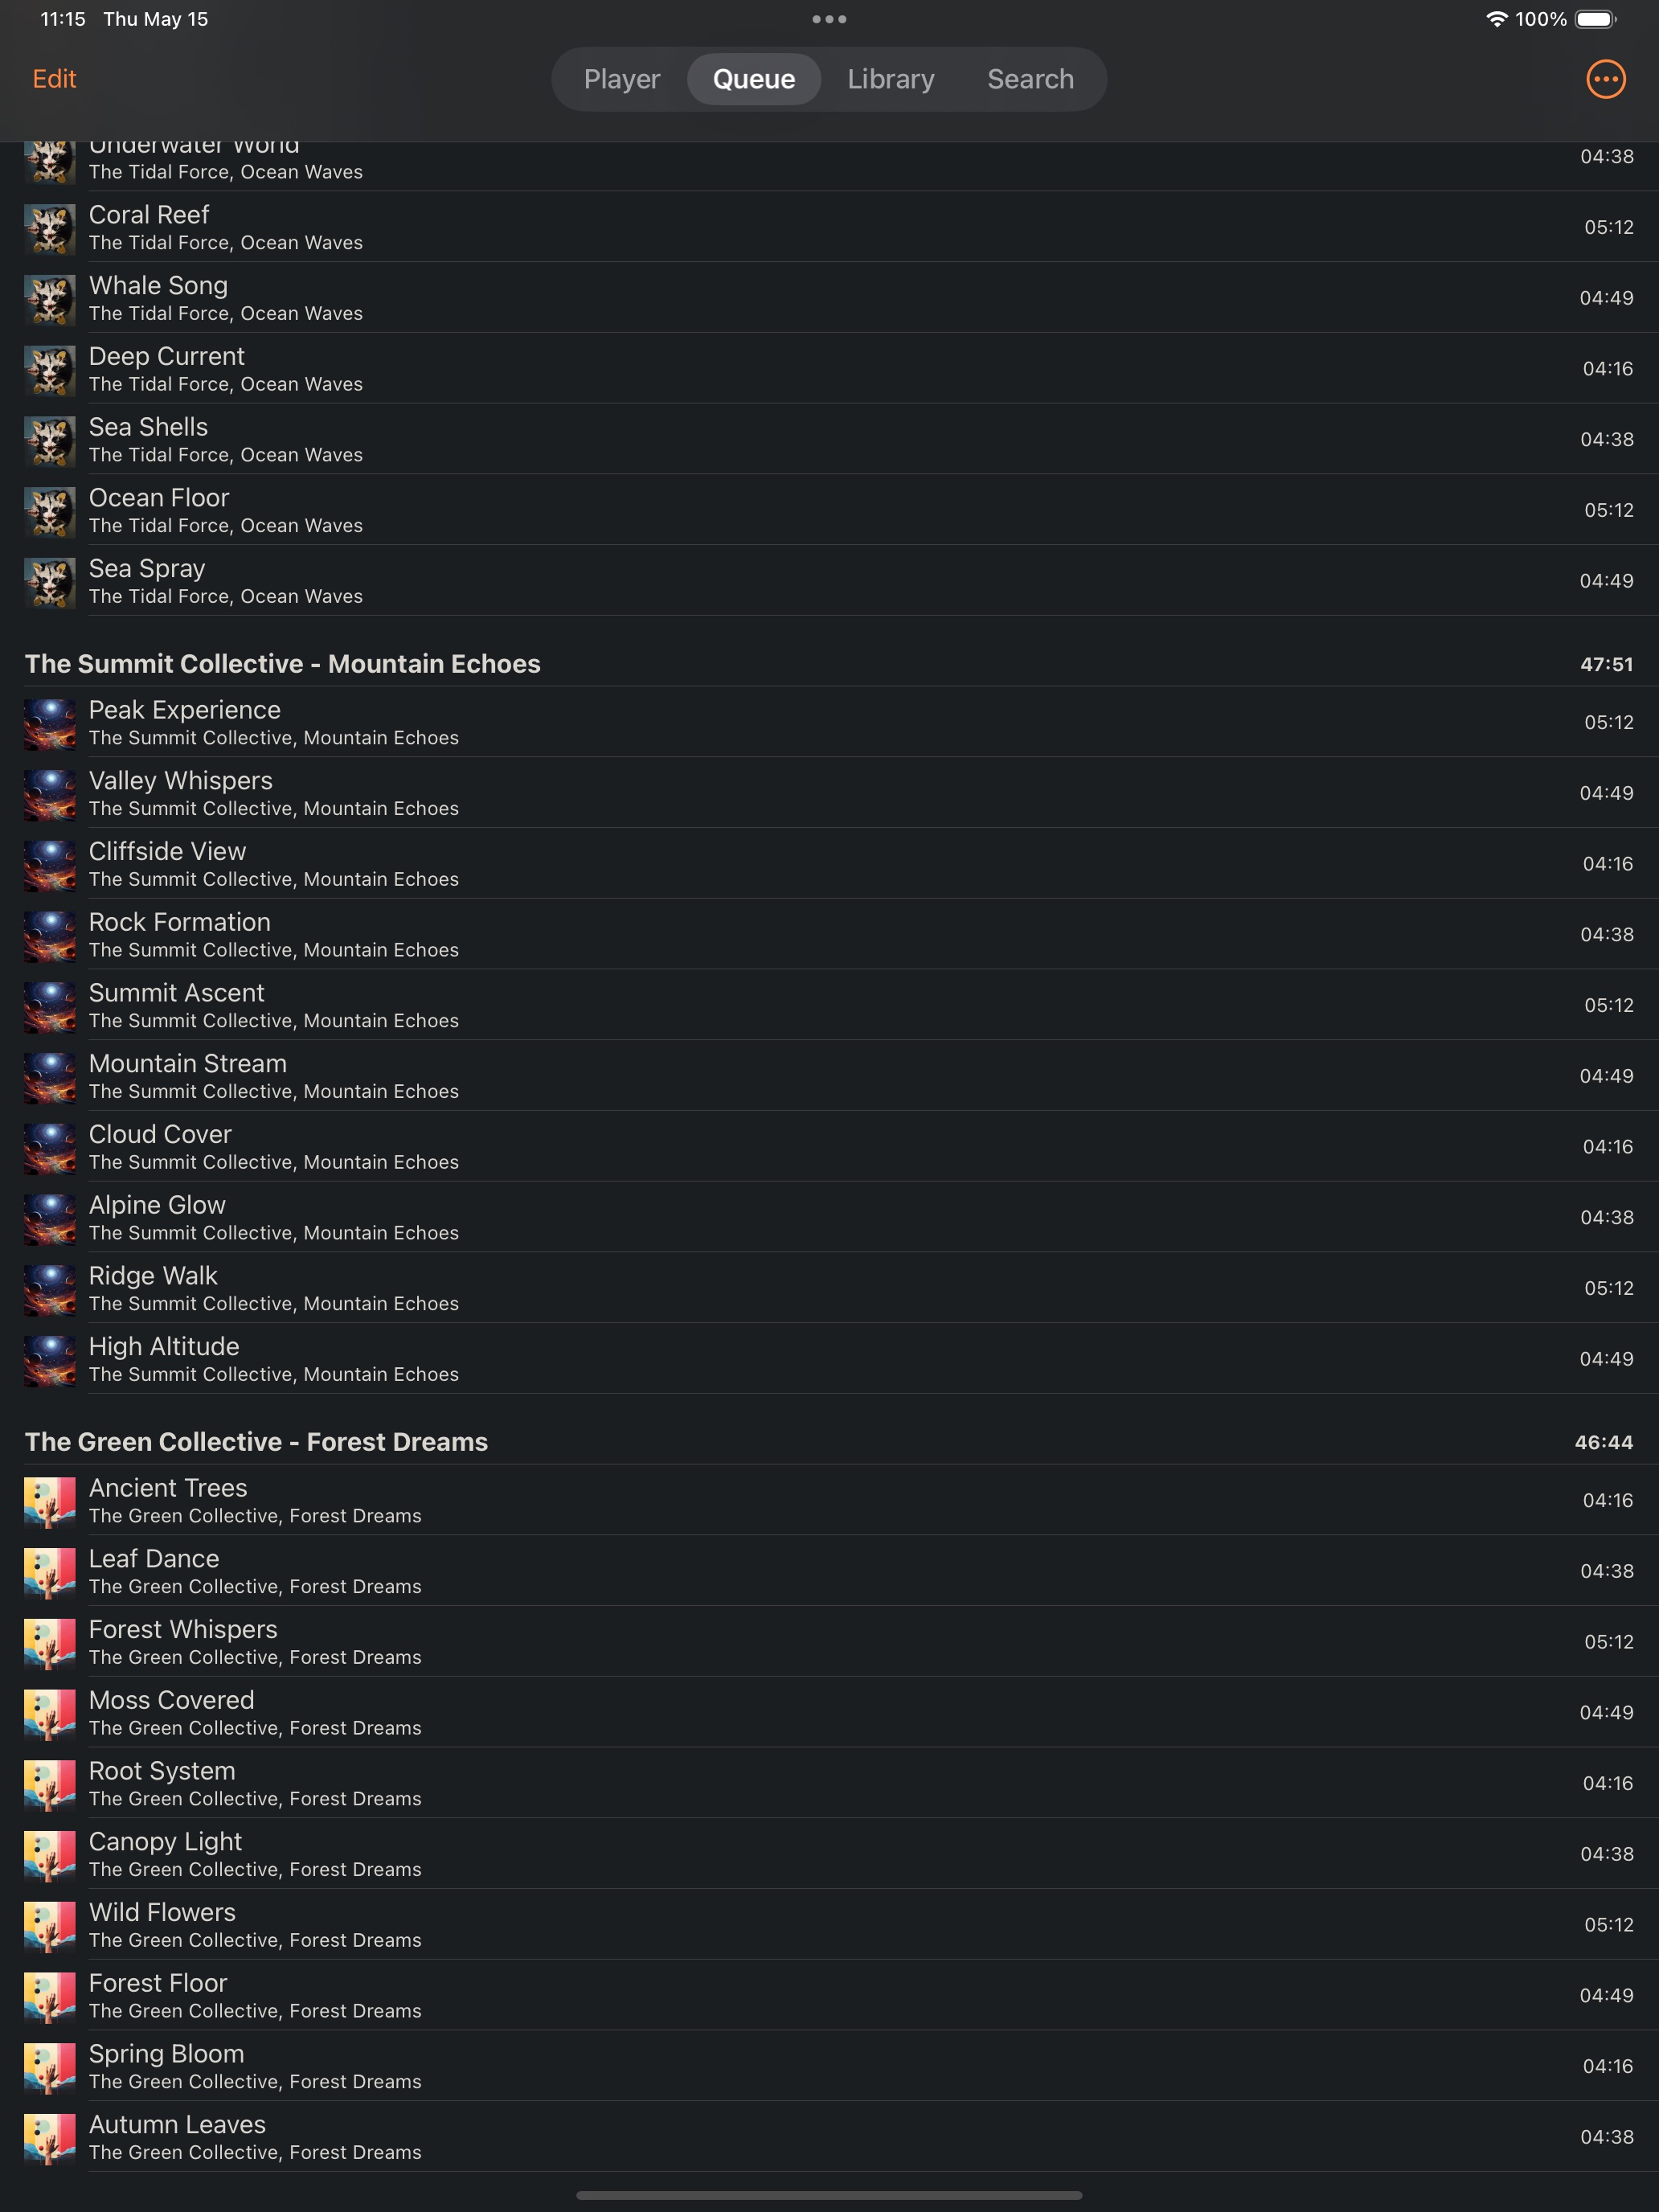 11:15 Thu May 15
100%
Edit
Player Queue Library Search
Underwater World
The Tidal Force, Ocean Waves
04:38
Coral Reef
The Tidal Force, Ocean Waves
05:12
Whale Song
The Tidal Force, Ocean Waves
04:49
Deep Current
The Tidal Force, Ocean Waves
04:16
Sea Shells
The Tidal Force, Ocean Waves
04:38
Ocean Floor
The Tidal Force, Ocean Waves
05:12
Sea Spray
The Tidal Force, Ocean Waves
04:49
The Summit Collective - Mountain Echoes 47:51
Peak Experience
The Summit Collective, Mountain Echoes
05:12
Valley Whispers
The Summit Collective, Mountain Echoes
04:49
Cliffside View
The Summit Collective, Mountain Echoes
04:16
Rock Formation
The Summit Collective, Mountain Echoes
04:38
Summit Ascent
The Summit Collective, Mountain Echoes
05:12
Mountain Stream
The Summit Collective, Mountain Echoes
04:49
Cloud Cover
The Summit Collective, Mountain Echoes
04:16
Alpine Glow
The Summit Collective, Mountain Echoes
04:38
Ridge Walk
The Summit Collective, Mountain Echoes
05:12
High Altitude
The Summit Collective, Mountain Echoes
04:49
The Green Collective - Forest Dreams 46:44
Ancient Trees
The Green Collective, Forest Dreams
04:16
Leaf Dance
The Green Collective, Forest Dreams
04:38
Forest Whispers
The Green Collective, Forest Dreams
05:12
Moss Covered
The Green Collective, Forest Dreams
04:49
Root System
The Green Collective, Forest Dreams
04:16
Canopy Light
The Green Collective, Forest Dreams
04:38
Wild Flowers
The Green Collective, Forest Dreams
05:12
Forest Floor
The Green Collective, Forest Dreams
04:49
Spring Bloom
The Green Collective, Forest Dreams
04:16
Autumn Leaves
The Green Collective, Forest Dreams
04:38